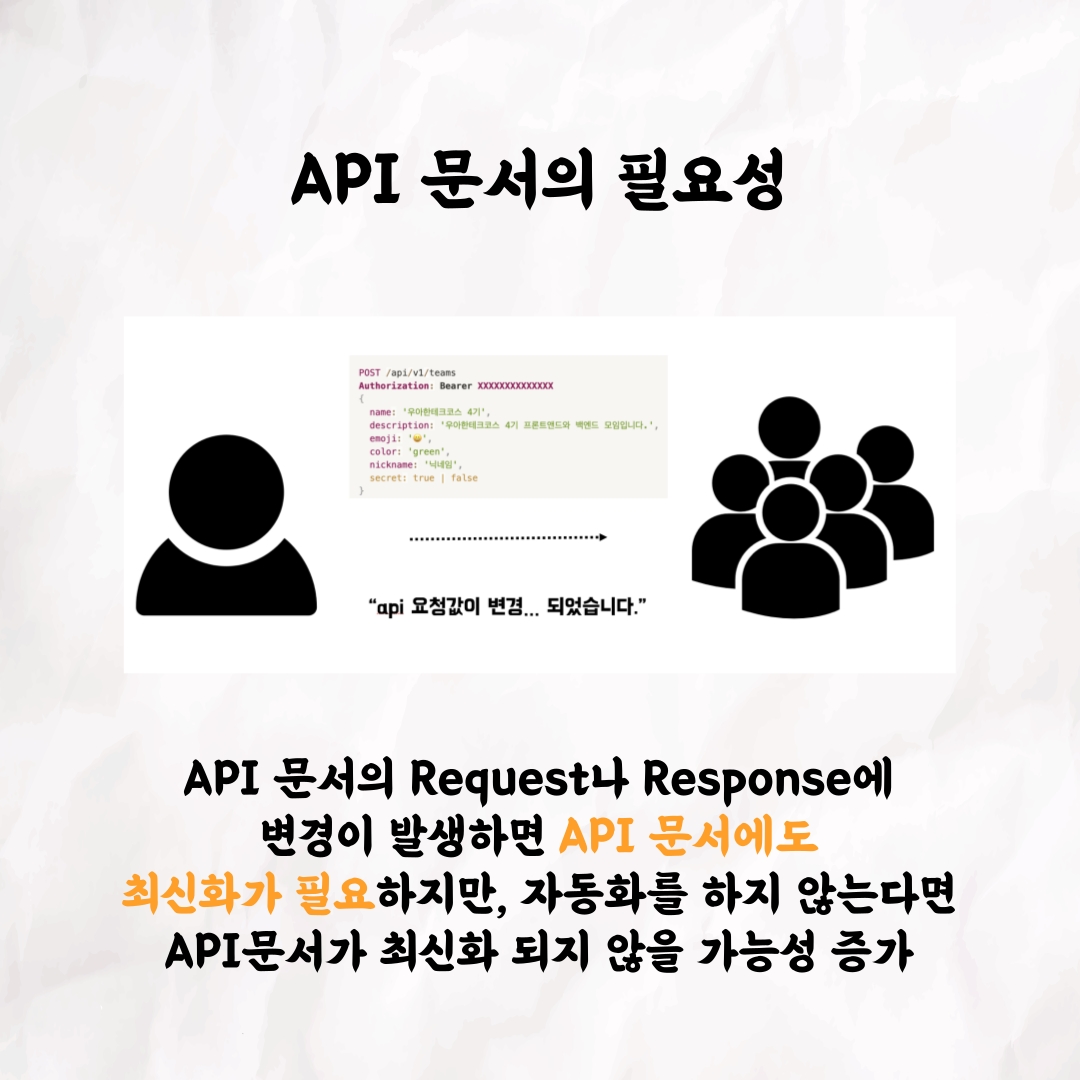 API 문서의 필요성
POST /api/v1/teams
Authorization: Bearer XXXXXXXXXXXXXX
{
name: '우아한테크코스 4기',
description: '우아한테크코스 4기 프론트엔드와 백엔드 모임입니다.',
emoji: '😀',
color: 'green',
nickname: '닉네임',
secret: true | false
}
“api 요청값이 변경... 되었습니다.”
API 문서의 Request나 Response에
변경이 발생하면 API 문서에도
최신화가 필요하지만, 자동화를 하지 않는다면
API문서가 최신화 되지 않을 가능성 증가